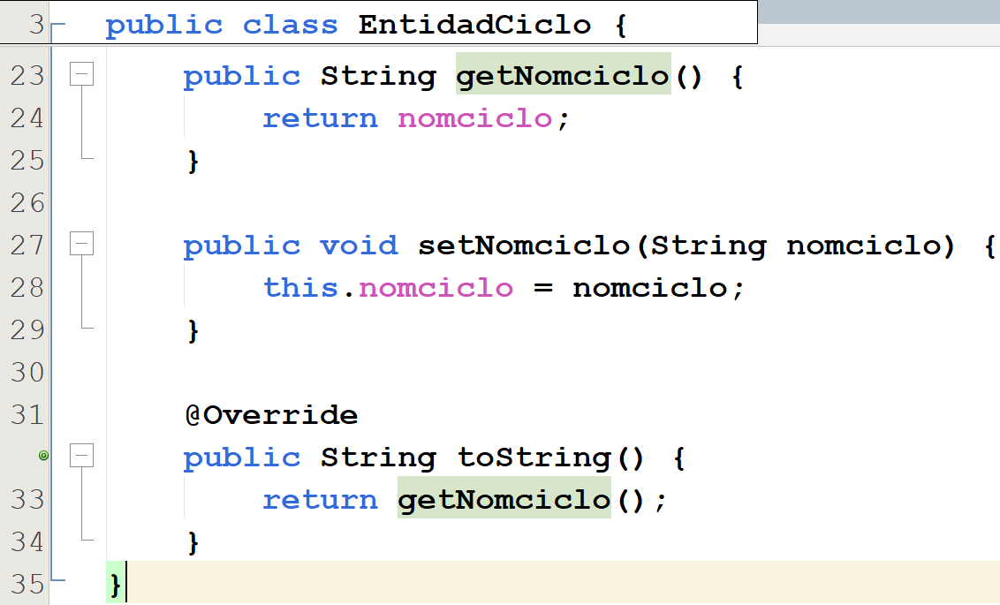 3 public class EntidadCiclo {
23 public String getNomciclo() {
24 return nomciclo;
25 }
26
27 public void setNomciclo(String nomciclo) {
28 this.nomciclo = nomciclo;
29 }
30
31 @Override
public String toString() {
33 return getNomciclo();
34 }
35 }